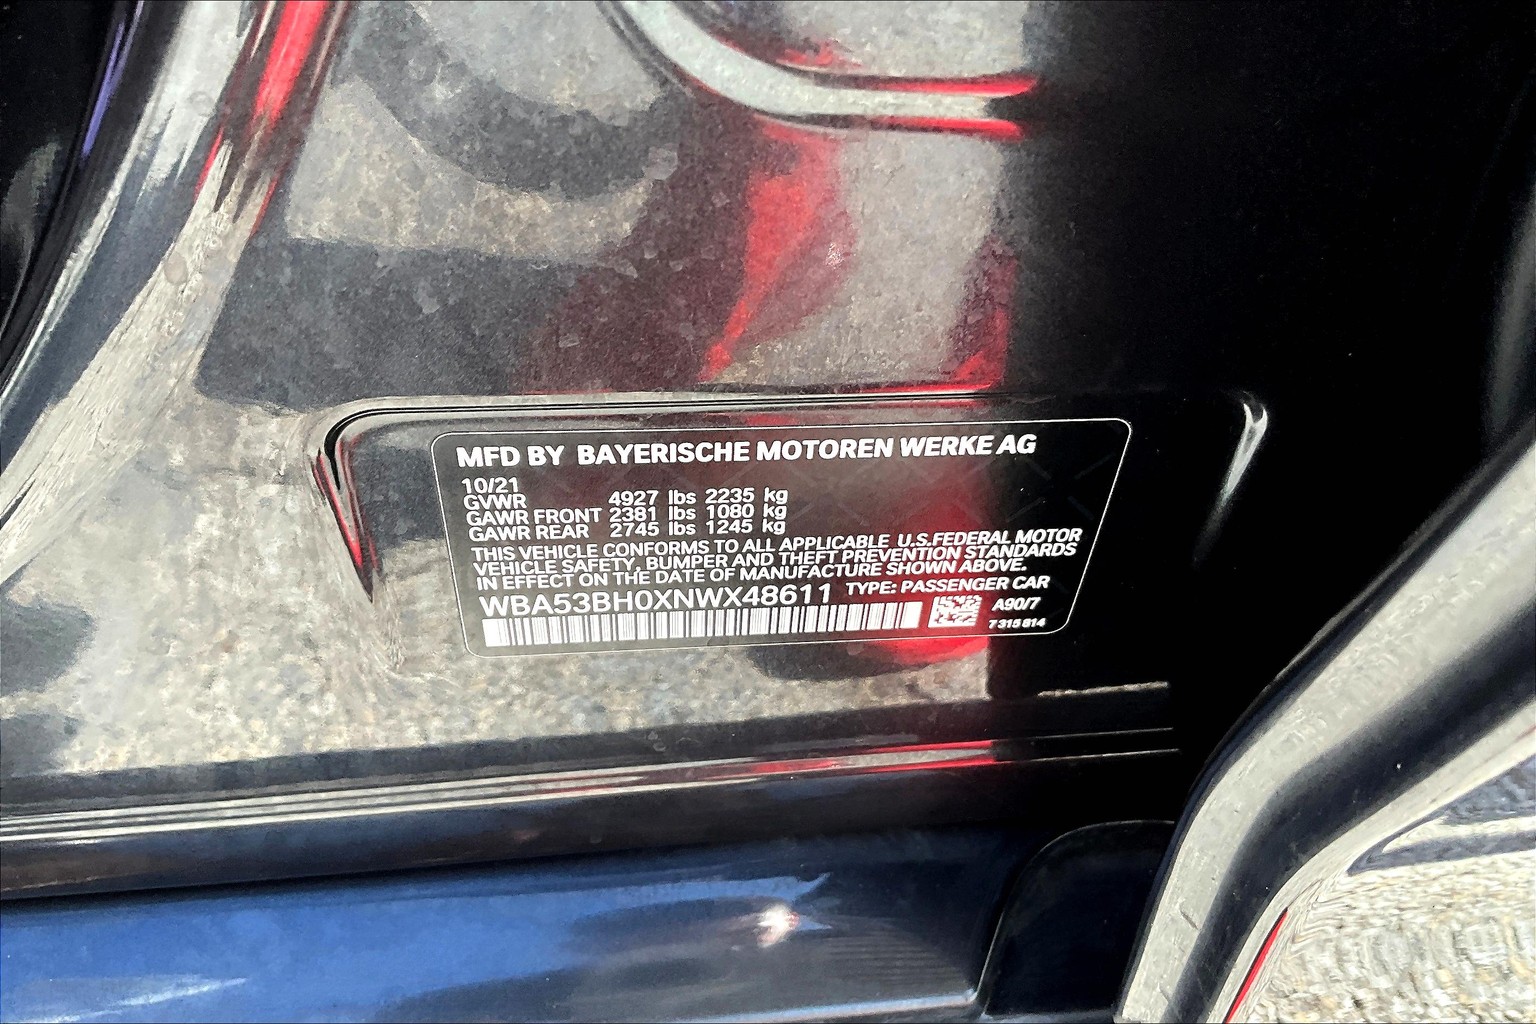 MFD BY BAYERISCHE MOTOREN WERKE AG
10/21
GVWR 4927 lbs 2235 kg
GAWR FRONT 2381 lbs 1080 kg
GAWR REAR 2745 lbs 1245 kg
THIS VEHICLE CONFORMS TO ALL APPLICABLE U.S.FEDERAL MOTOR
VEHICLE SAFETY, BUMPER AND THEFT PREVENTION STANDARDS
IN EFFECT ON THE DATE OF MANUFACTURE SHOWN ABOVE.
WBA53BH0XNWX48611 TYPE: PASSENGER CAR
A90/7
7 315 814